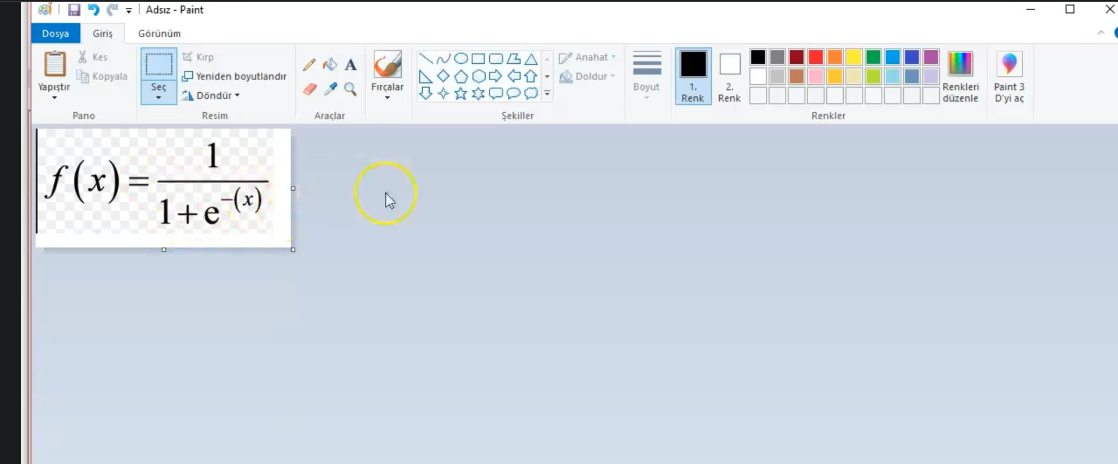 Adsız - Paint
Dosya Giriş Görünüm
Yapıştır
Kes
Kopyala
Pano
Seç
Kırp
Yeniden boyutlandır
Döndür
Resim
A
Araçlar
Fırçalar
Şekiller
Anahat
Doldur
Boyut
1. Renk
2. Renk
Renkleri düzenle
Renkler
Paint 3 D'yi aç
f(x) = 1 / 1+e^-(x)